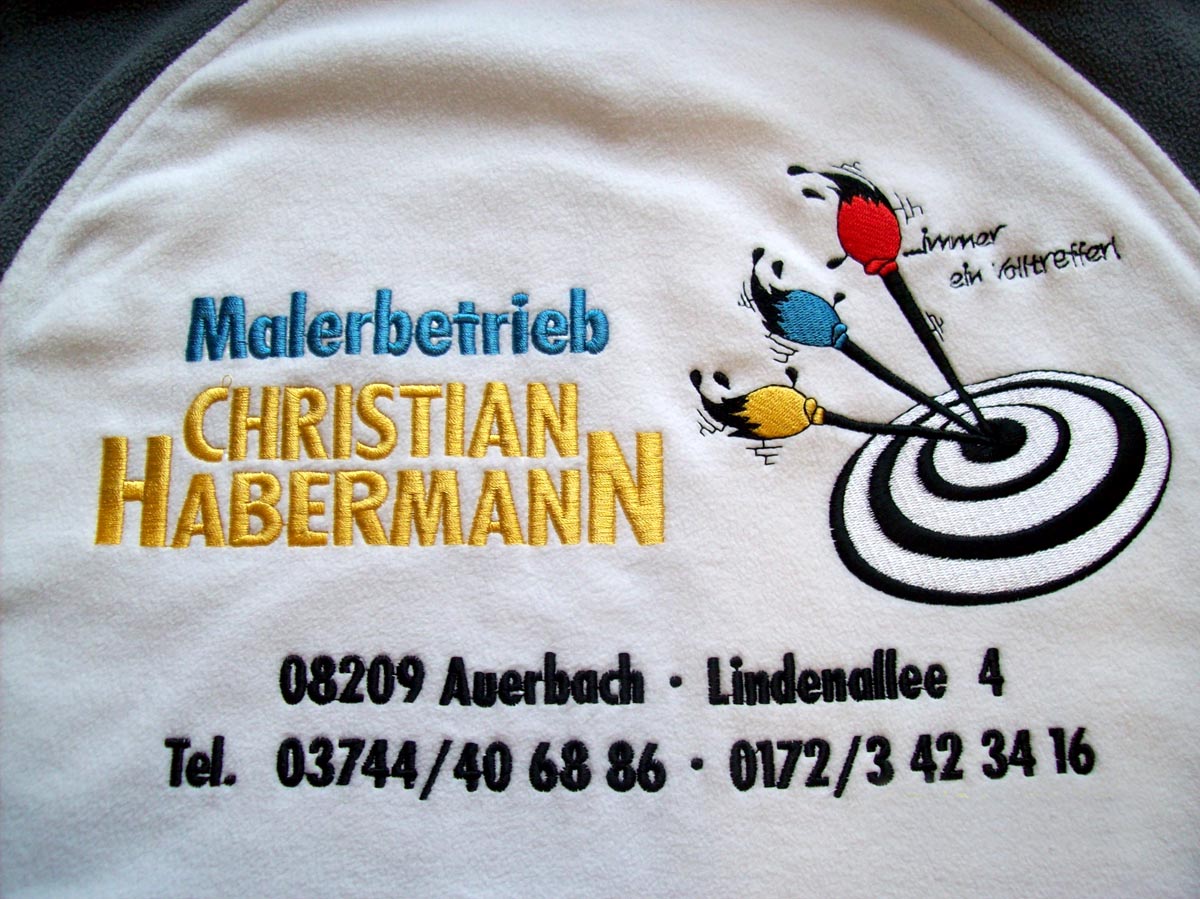 ...immer
ein Volltreffer!
Malerbetrieb
CHRISTIAN
HABERMANN
08209 Auerbach · Lindenallee 4
Tel. 03744/40 68 86 · 0172/3 42 34 16